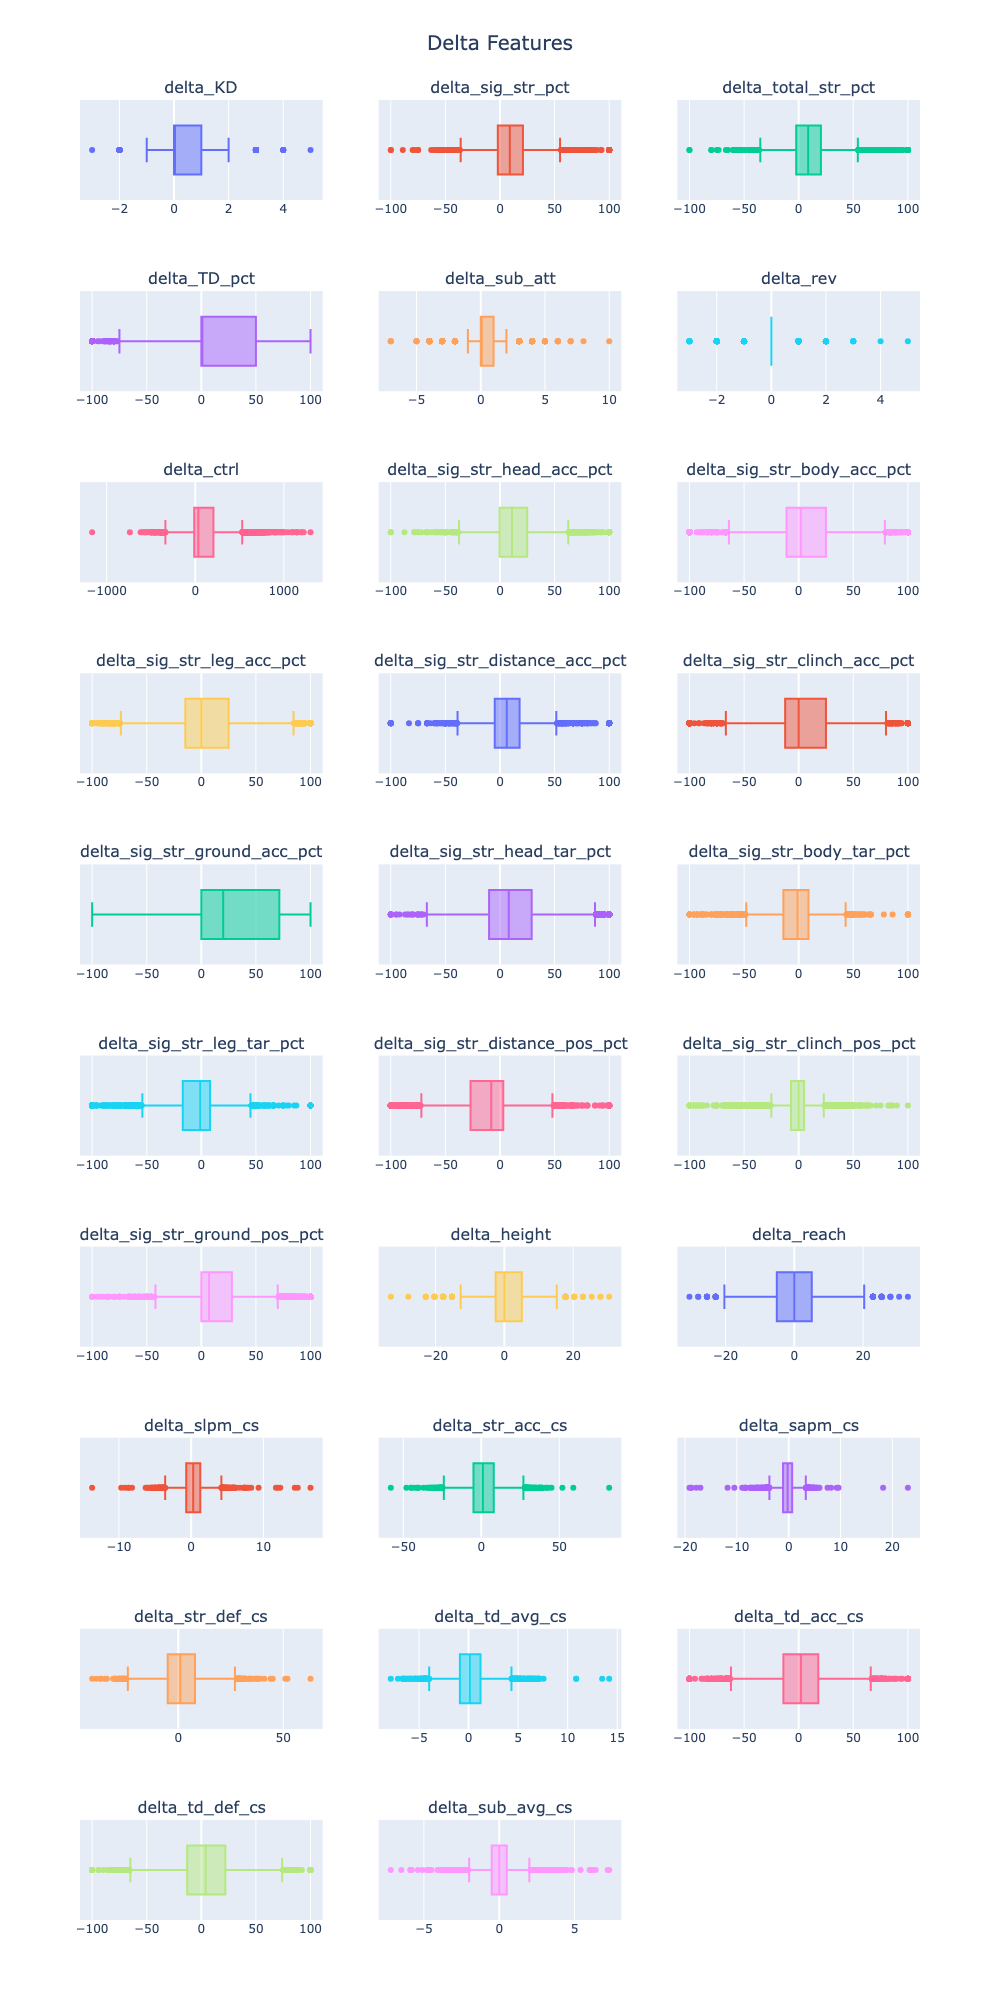 Delta Features
delta_KD delta_sig_str_pct delta_total_str_pct
−2 0 2 4 −100 −50 0 50 100 −100 −50 0 50 100
delta_TD_pct delta_sub_att delta_rev
−100 −50 0 50 100 −5 0 5 10 −2 0 2 4
delta_ctrl delta_sig_str_head_acc_pct delta_sig_str_body_acc_pct
−1000 0 1000 −100 −50 0 50 100 −100 −50 0 50 100
delta_sig_str_leg_acc_pct delta_sig_str_distance_acc_pct delta_sig_str_clinch_acc_pct
−100 −50 0 50 100 −100 −50 0 50 100 −100 −50 0 50 100
delta_sig_str_ground_acc_pct delta_sig_str_head_tar_pct delta_sig_str_body_tar_pct
−100 −50 0 50 100 −100 −50 0 50 100 −100 −50 0 50 100
delta_sig_str_leg_tar_pct delta_sig_str_distance_pos_pct delta_sig_str_clinch_pos_pct
−100 −50 0 50 100 −100 −50 0 50 100 −100 −50 0 50 100
delta_sig_str_ground_pos_pct delta_height delta_reach
−100 −50 0 50 100 −20 0 20 −20 0 20
delta_slpm_cs delta_str_acc_cs delta_sapm_cs
−10 0 10 −50 0 50 −20 −10 0 10 20
delta_str_def_cs delta_td_avg_cs delta_td_acc_cs
0 50 −5 0 5 10 15 −100 −50 0 50 100
delta_td_def_cs delta_sub_avg_cs
−100 −50 0 50 100 −5 0 5